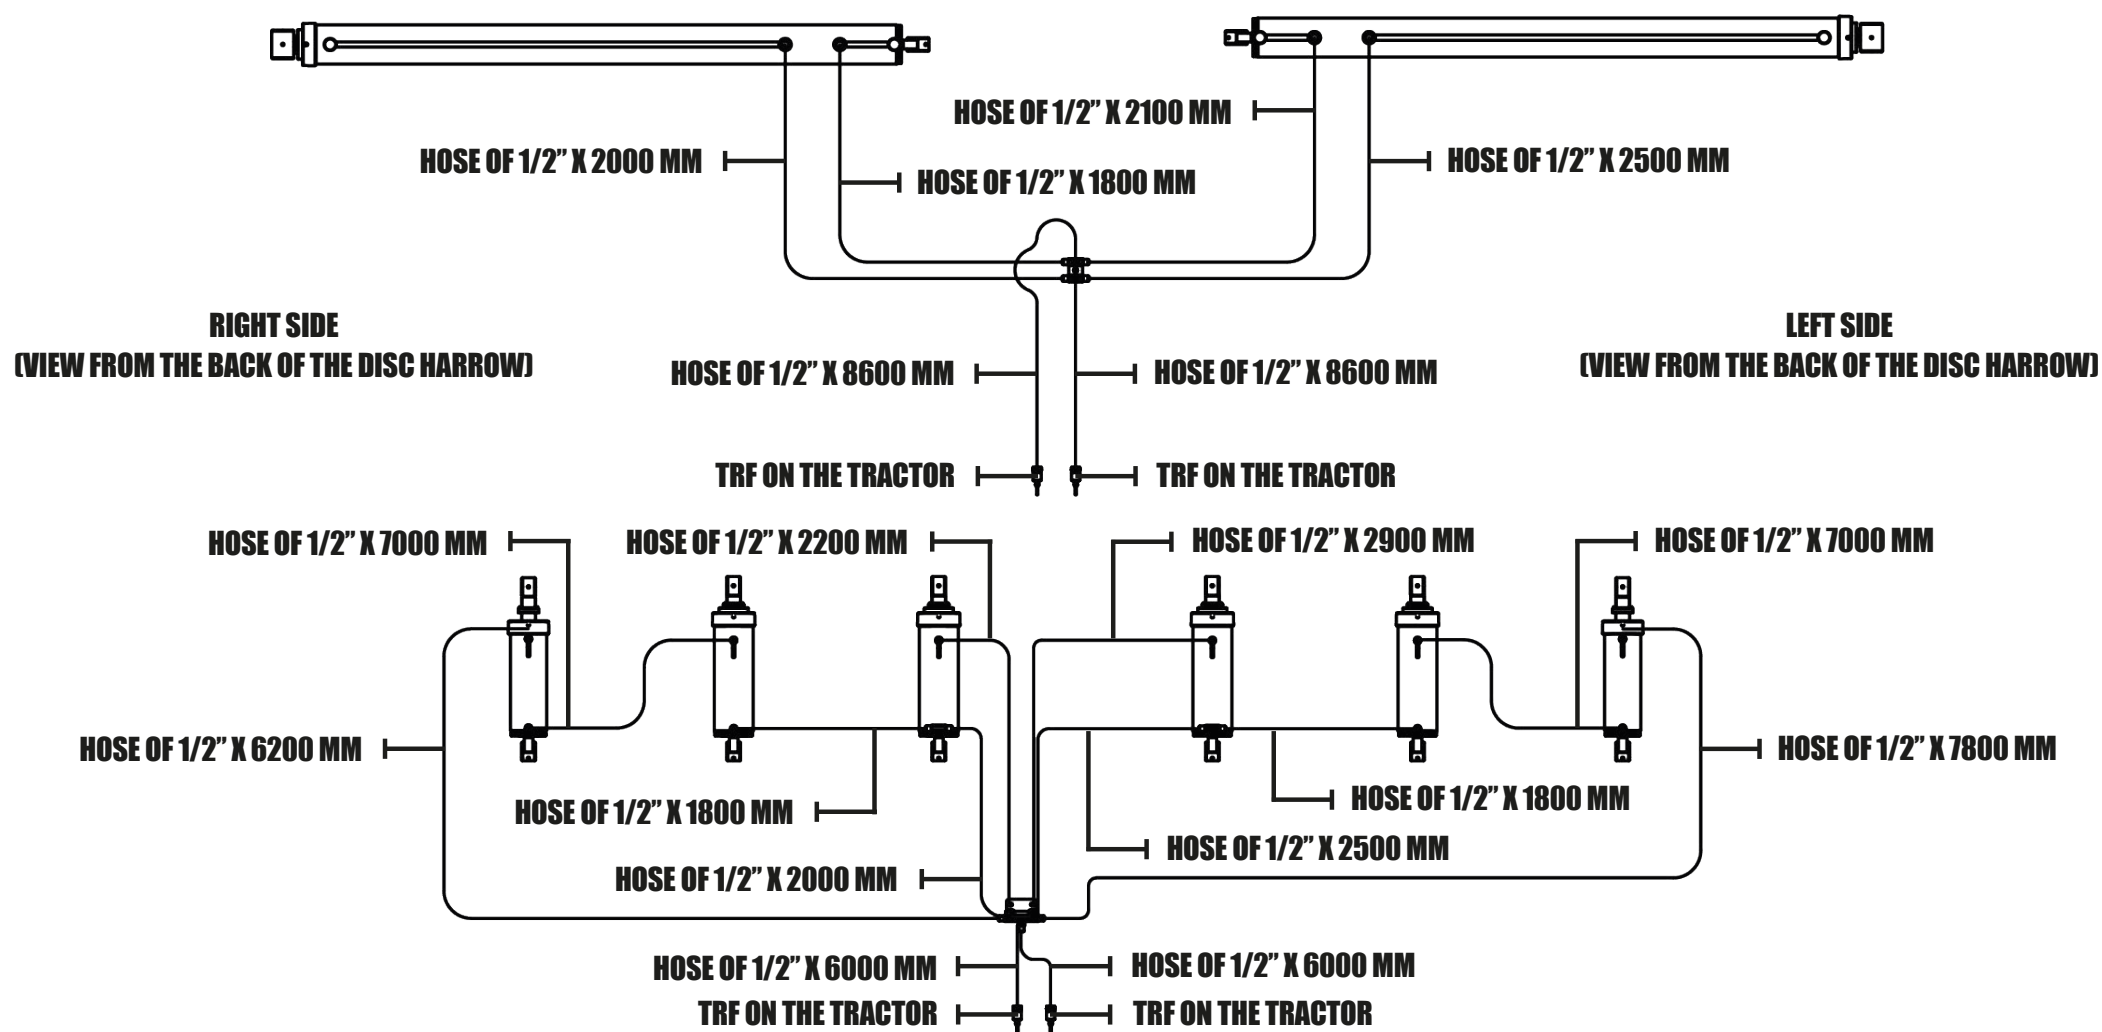 HOSE OF 1/2” X 2100 MM
HOSE OF 1/2” X 2000 MM
HOSE OF 1/2” X 2500 MM
HOSE OF 1/2” X 1800 MM
RIGHT SIDE
(VIEW FROM THE BACK OF THE DISC HARROW)
LEFT SIDE
(VIEW FROM THE BACK OF THE DISC HARROW)
HOSE OF 1/2” X 8600 MM
HOSE OF 1/2” X 8600 MM
TRF ON THE TRACTOR
TRF ON THE TRACTOR
HOSE OF 1/2” X 7000 MM
HOSE OF 1/2” X 2200 MM
HOSE OF 1/2” X 2900 MM
HOSE OF 1/2” X 7000 MM
HOSE OF 1/2” X 6200 MM
HOSE OF 1/2” X 7800 MM
HOSE OF 1/2” X 1800 MM
HOSE OF 1/2” X 1800 MM
HOSE OF 1/2” X 2500 MM
HOSE OF 1/2” X 2000 MM
HOSE OF 1/2” X 6000 MM
HOSE OF 1/2” X 6000 MM
TRF ON THE TRACTOR
TRF ON THE TRACTOR